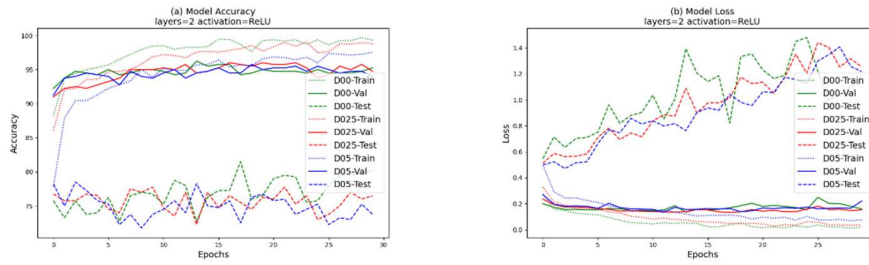 (a) Model Accuracy
layers=2 activation=ReLU
100
95
90
85
80
75
Accuracy
0
5
10
15
20
25
30
Epochs
D00-Train
D00-Val
D00-Test
D025-Train
D025-Val
D025-Test
D05-Train
D05-Val
D05-Test
(b) Model Loss
layers=2 activation=ReLU
1.4
1.2
1.0
0.8
0.6
0.4
0.2
0.0
Loss
0
5
10
15
20
25
Epochs
D00-Train
D00-Val
D00-Test
D025-Train
D025-Val
D025-Test
D05-Train
D05-Val
D05-Test